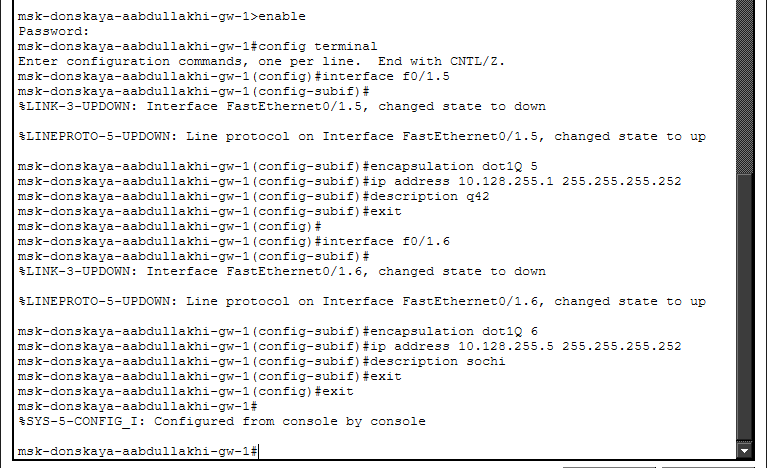 msk-donskaya-aabdullakhi-gw-1>enable
Password:
msk-donskaya-aabdullakhi-gw-1#config terminal
Enter configuration commands, one per line.  End with CNTL/Z.
msk-donskaya-aabdullakhi-gw-1(config)#interface f0/1.5
msk-donskaya-aabdullakhi-gw-1(config-subif)#
%LINK-3-UPDOWN: Interface FastEthernet0/1.5, changed state to down
%LINEPROTO-5-UPDOWN: Line protocol on Interface FastEthernet0/1.5, changed state to up
msk-donskaya-aabdullakhi-gw-1(config-subif)#encapsulation dot1Q 5
msk-donskaya-aabdullakhi-gw-1(config-subif)#ip address 10.128.255.1 255.255.255.252
msk-donskaya-aabdullakhi-gw-1(config-subif)#description q42
msk-donskaya-aabdullakhi-gw-1(config-subif)#exit
msk-donskaya-aabdullakhi-gw-1(config)#
msk-donskaya-aabdullakhi-gw-1(config)#interface f0/1.6
msk-donskaya-aabdullakhi-gw-1(config-subif)#
%LINK-3-UPDOWN: Interface FastEthernet0/1.6, changed state to down
%LINEPROTO-5-UPDOWN: Line protocol on Interface FastEthernet0/1.6, changed state to up
msk-donskaya-aabdullakhi-gw-1(config-subif)#encapsulation dot1Q 6
msk-donskaya-aabdullakhi-gw-1(config-subif)#ip address 10.128.255.5 255.255.255.252
msk-donskaya-aabdullakhi-gw-1(config-subif)#description sochi
msk-donskaya-aabdullakhi-gw-1(config-subif)#exit
msk-donskaya-aabdullakhi-gw-1(config)#exit
msk-donskaya-aabdullakhi-gw-1#
%SYS-5-CONFIG_I: Configured from console by console
msk-donskaya-aabdullakhi-gw-1#